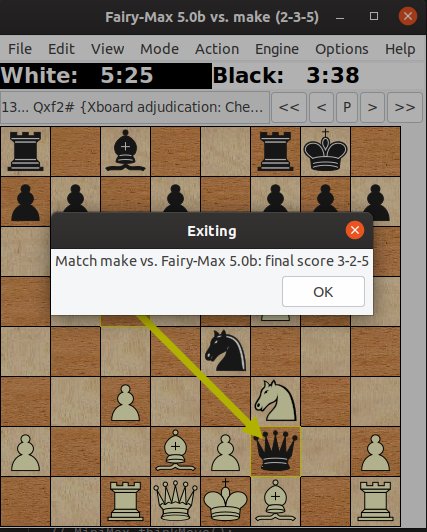 Fairy-Max 5.0b vs. make (2-3-5)
File Edit View Mode Action Engine Options Help
White: 5:25 Black: 3:38
13... Qxf2# {Xboard adjudication: Che... << < P > >>
Exiting
Match make vs. Fairy-Max 5.0b: final score 3-2-5
OK